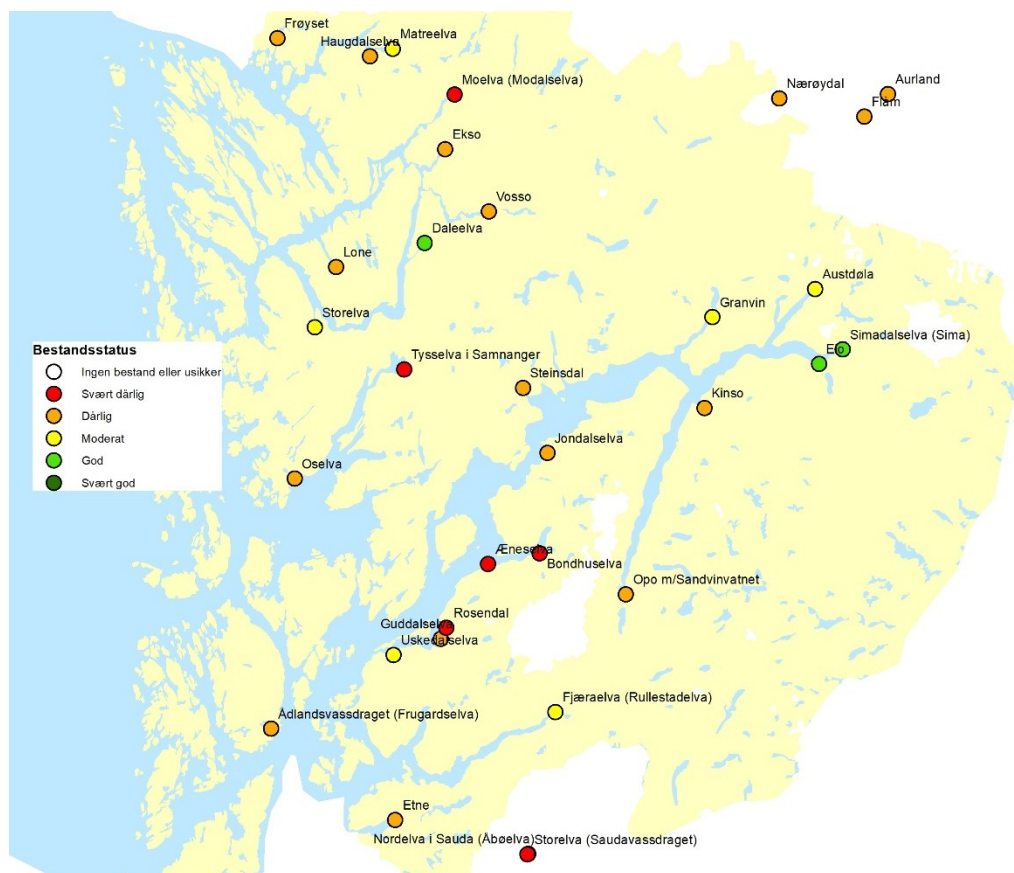 Frøyset
Matreelva
Haugdalselva
Moelva (Modalselva)
Nærøydal
Aurland
Flåm
Ekso
Vosso
Daleelva
Lone
Austdøla
Granvin
Storelva
Simadalselva (Sima)
Eio
Bestandsstatus
Ingen bestand eller usikker
Svært dårlig
Dårlig
Moderat
God
Svært god
Tysselva i Samnanger
Steinsdal
Kinso
Jondalselva
Oselva
Æneselva
Bondhuselva
Opo m/Sandvinvatnet
Rosendal
Guddalselva
Uskedalselva
Fjæraelva (Rullestadelva)
Ådlandsvassdraget (Frugardselva)
Etne
Nordelva i Sauda (Åbøelva)
Storelva (Saudavassdraget)